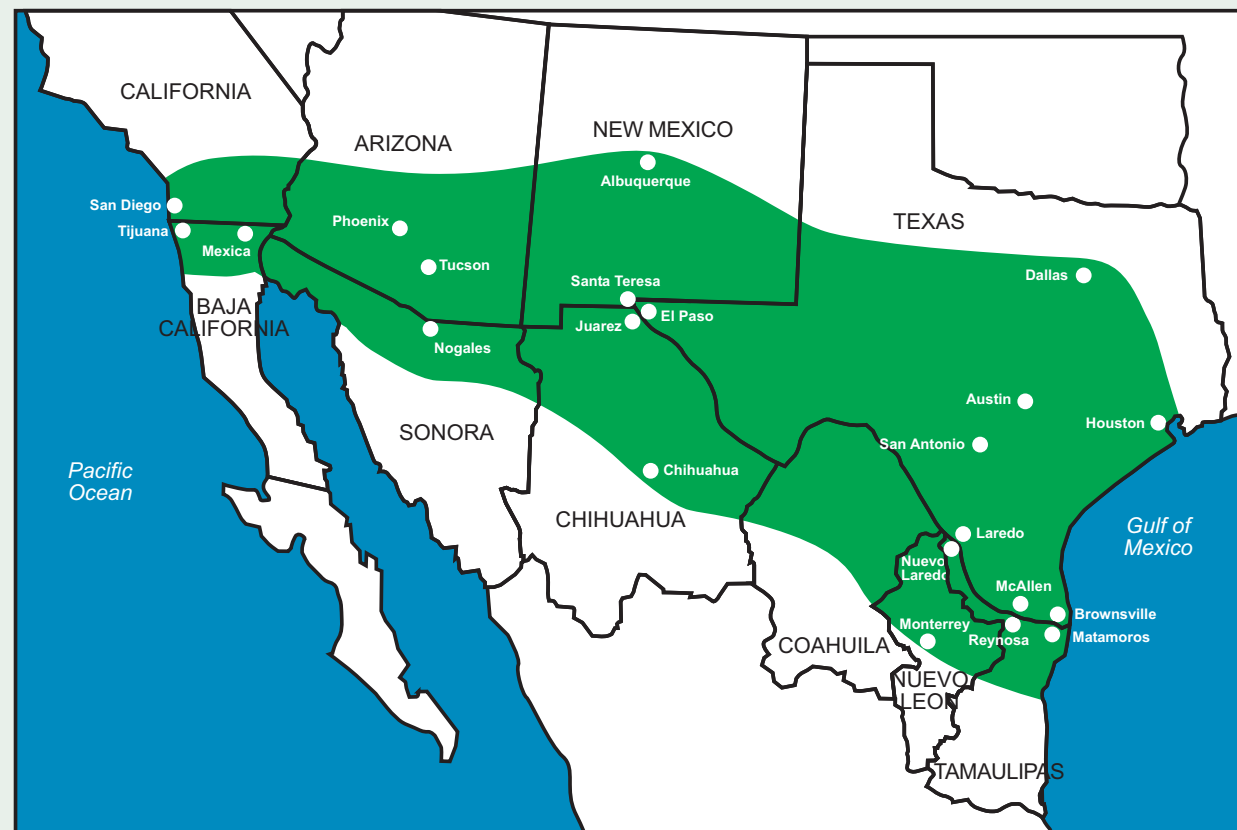 CALIFORNIA
ARIZONA
NEW MEXICO
Albuquerque
San Diego
Tijuana
Mexica
Phoenix
Tucson
TEXAS
Dallas
Santa Teresa
El Paso
Juarez
BAJA
CALIFORNIA
Nogales
Austin
Houston
San Antonio
SONORA
Chihuahua
Pacific
Ocean
CHIHUAHUA
Laredo
Gulf of
Mexico
Nuevo
Laredo
McAllen
Brownsville
Monterrey
Reynosa
Matamoros
COAHUILA
NUEVO
LEON
TAMAULIPAS